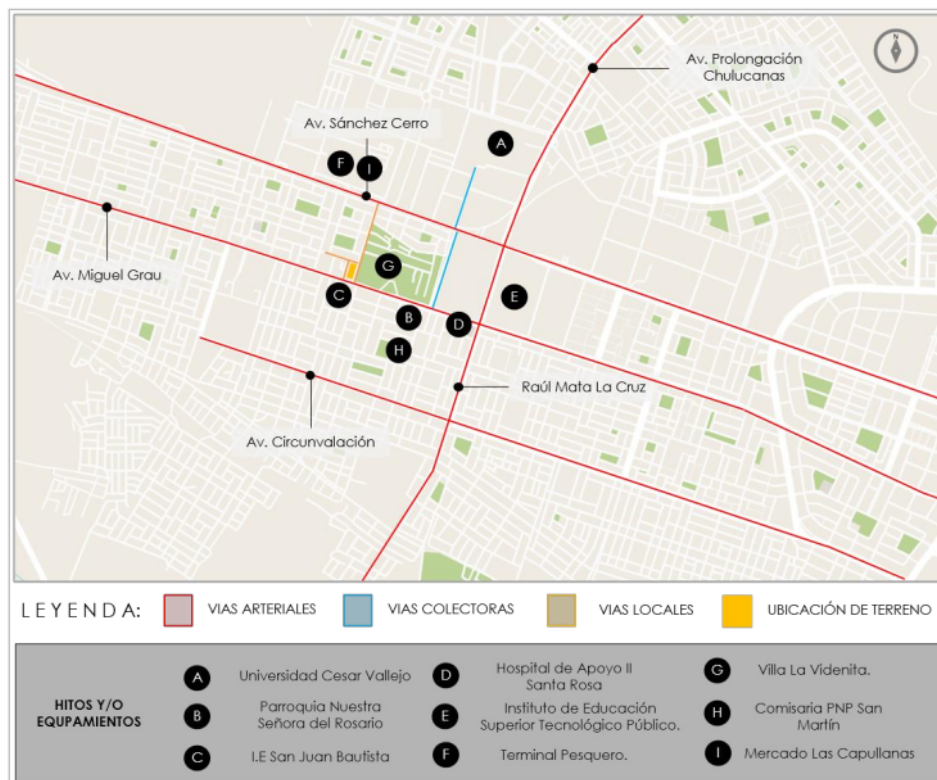 N
Av. Prolongación
Chulucanas
Av. Sánchez Cerro
A
F
I
Av. Miguel Grau
G
C
E
B
D
H
Raúl Mata La Cruz
Av. Circunvalación
LEYENDA:
VIAS ARTERIALES
VIAS COLECTORAS
VIAS LOCALES
UBICACIÓN DE TERRENO
HITOS Y/O
EQUPAMIENTOS
A Universidad Cesar Vallejo
B Parroquia Nuestra
Señora del Rosario
C I.E San Juan Bautista
D Hospital de Apoyo II
Santa Rosa
E Instituto de Educación
Superior Tecnológico Público.
F Terminal Pesquero.
G Villa La Videnita.
H Comisaria PNP San
Martín
I Mercado Las Capullanas